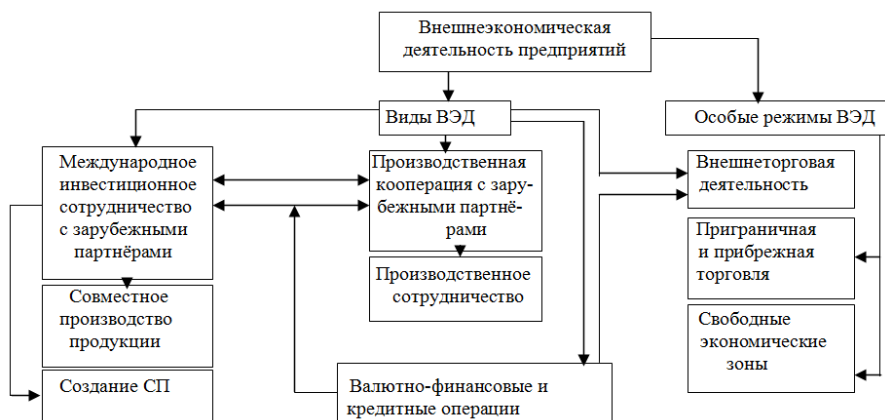 Внешнеэкономическая
деятельность предприятий
Виды ВЭД
Особые режимы ВЭД
Международное
инвестиционное
сотрудничество
с зарубежными
партнёрами
Производственная
кооперация с зару-
бежными партнё-
рами
Внешнеторговая
деятельность
Приграничная
и прибрежная
торговля
Производственное
сотрудничество
Совместное
производство
продукции
Свободные
экономические
зоны
Создание СП
Валютно-финансовые и
кредитные операции